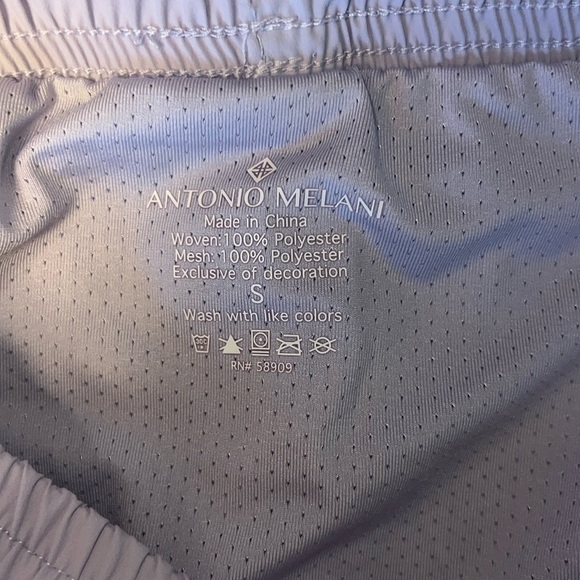 ANTONIO MELANI
Made in China
Woven:100% Polyester
Mesh: 100% Polyester
Exclusive of decoration
S
Wash with like colors
RN# 58909